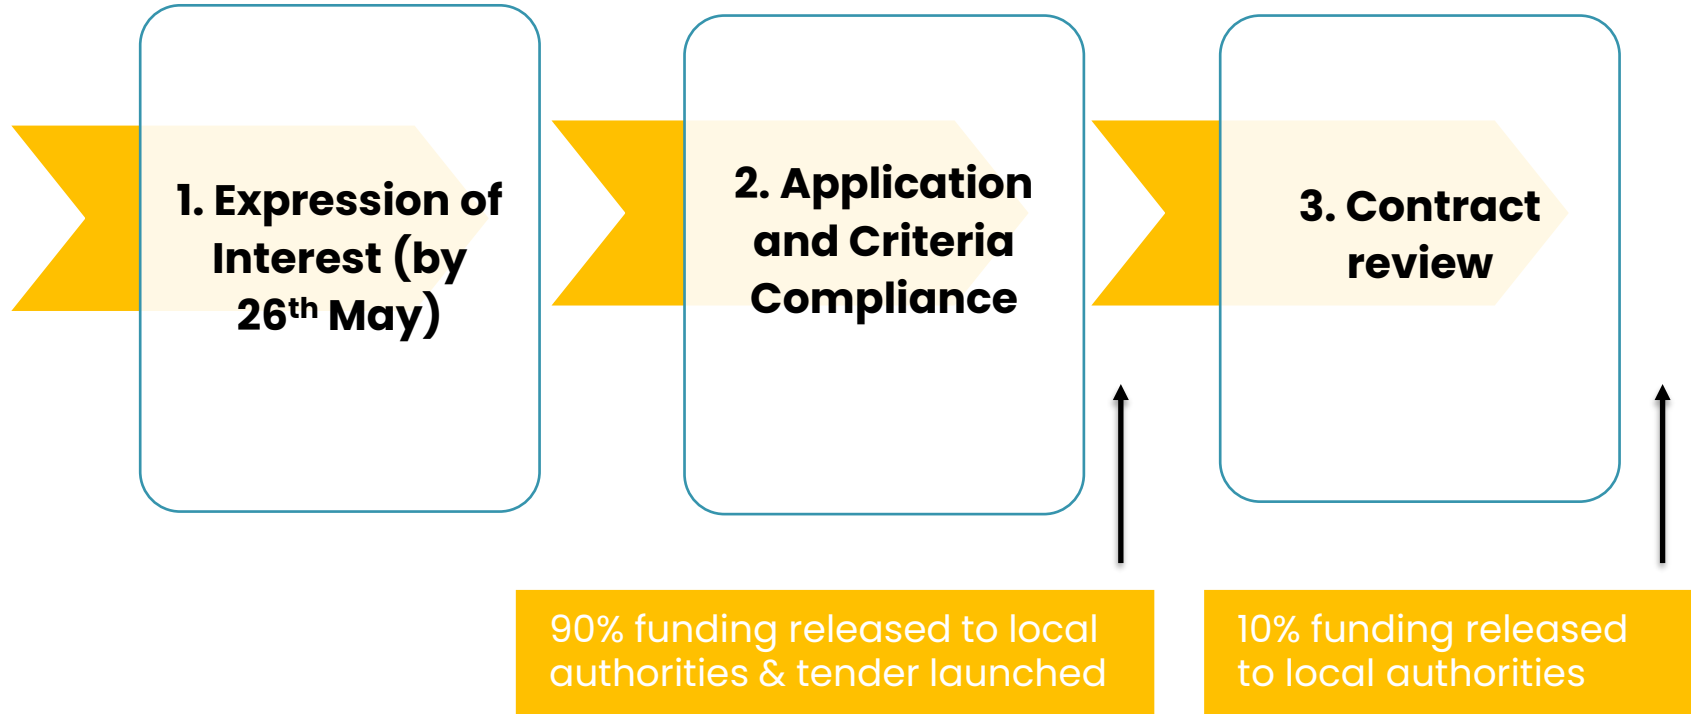 1. Expression of
Interest (by
26th May)
2. Application
and Criteria
Compliance
3. Contract
review
90% funding released to local
authorities & tender launched
10% funding released
to local authorities